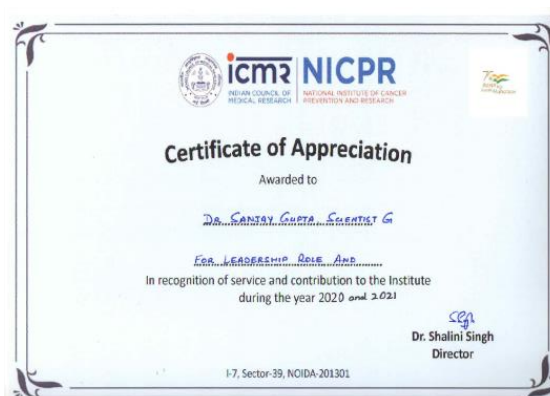 icmr NICPR
INDIAN COUNCIL OF
MEDICAL RESEARCH
NATIONAL INSTITUTE OF CANCER
PREVENTION AND RESEARCH
Certificate of Appreciation
Awarded to
DR SANJAY GUPTA SCIENTIST G
FOR LEADERSHIP ROLE AND
In recognition of service and contribution to the Institute
during the year 2020 and 2021
Dr. Shalini Singh
Director
I-7, Sector-39, NOIDA-201301